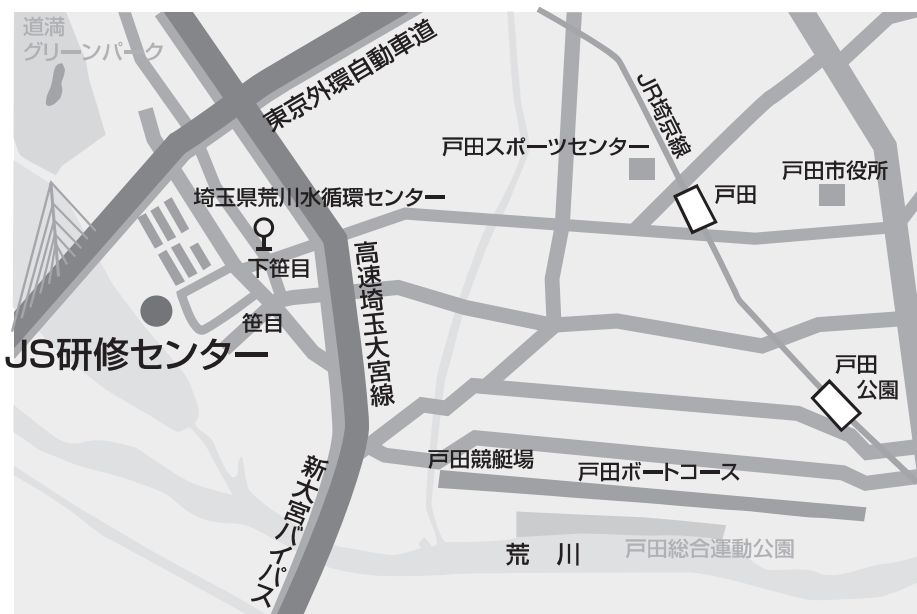 道満
グリーンパーク
東京外環自動車道
JR埼京線
戸田スポーツセンター
戸田市役所
戸田
埼玉県荒川水循環センター
下笹目
高速埼玉大宮線
笹目
JS研修センター
戸田
公園
戸田競艇場
戸田ボートコース
新大宮バイパス
荒川
戸田総合運動公園